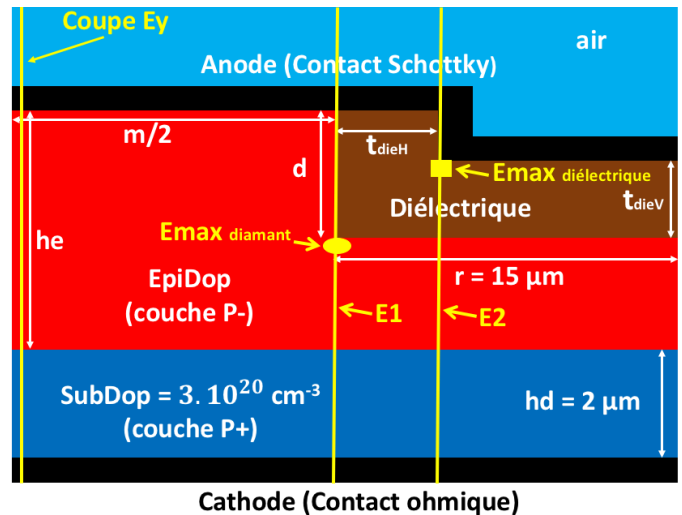 Coupe Ey
air
Anode (Contact Schottky)
m/2
tdieH
d
Emax diélectrique
Diélectrique
tdieV
he
Emax diamant
r = 15 µm
EpiDop
(couche P-)
E1
E2
SubDop = 3. 10²⁰ cm-³
(couche P+)
hd = 2 µm
Cathode (Contact ohmique)